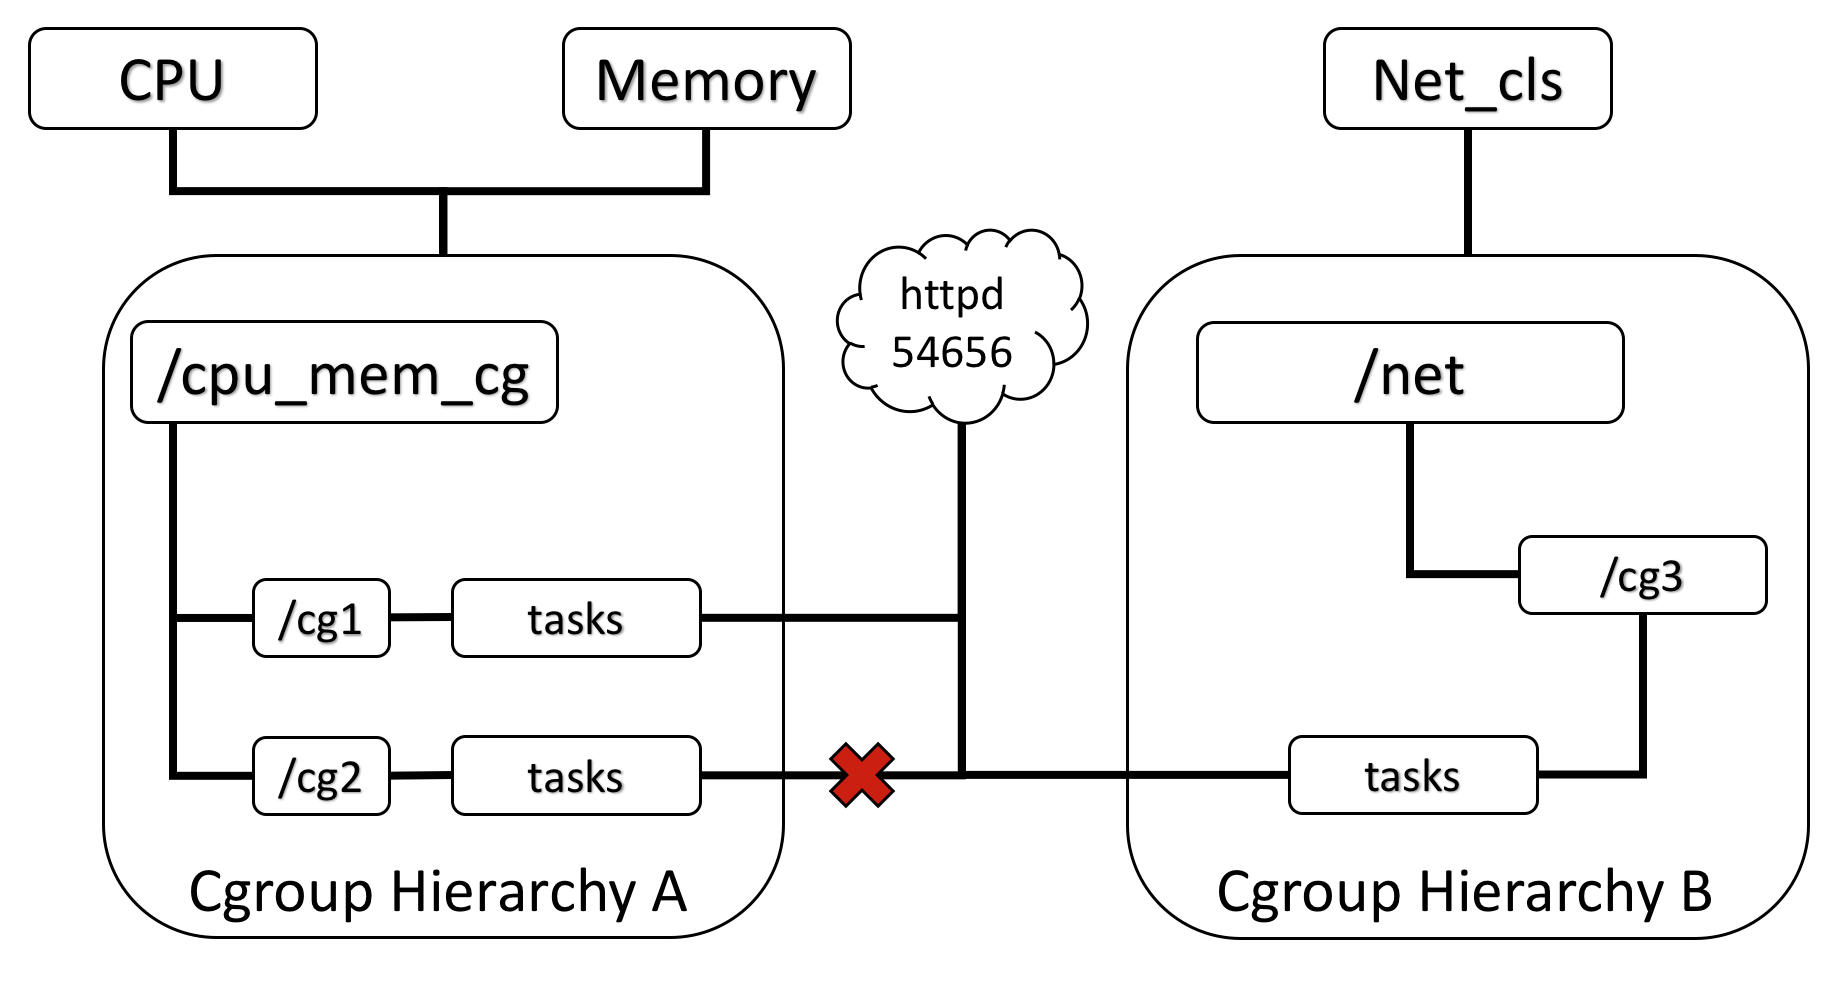 CPU
Memory
Net_cls
httpd
54656
/cpu_mem_cg
/net
/cg1
tasks
/cg3
/cg2
tasks
tasks
Cgroup Hierarchy A
Cgroup Hierarchy B